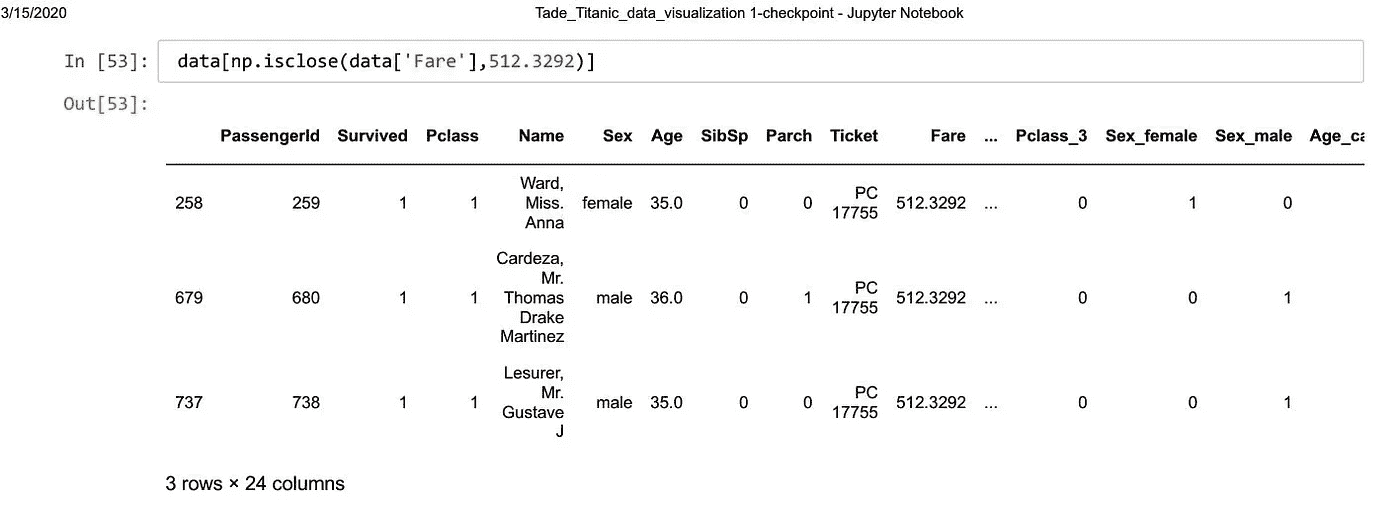 3/15/2020 Tade_Titanic_data_visualization 1-checkpoint - Jupyter Notebook
In [53]: data[np.isclose(data['Fare'],512.3292)]
Out[53]:
PassengerId Survived Pclass Name Sex Age SibSp Parch Ticket Fare ... Pclass_3 Sex_female Sex_male Age_ca
Ward,
258 259 1 1 Miss. female 35.0 0 0 PC 17755 512.3292 ... 0 1 0
Anna
Cardeza,
Mr.
679 680 1 1 Thomas male 36.0 0 1 PC 17755 512.3292 ... 0 0 1
Drake
Martinez
Lesurer,
Mr.
737 738 1 1 Gustave male 35.0 0 0 PC 17755 512.3292 ... 0 0 1
J
3 rows × 24 columns